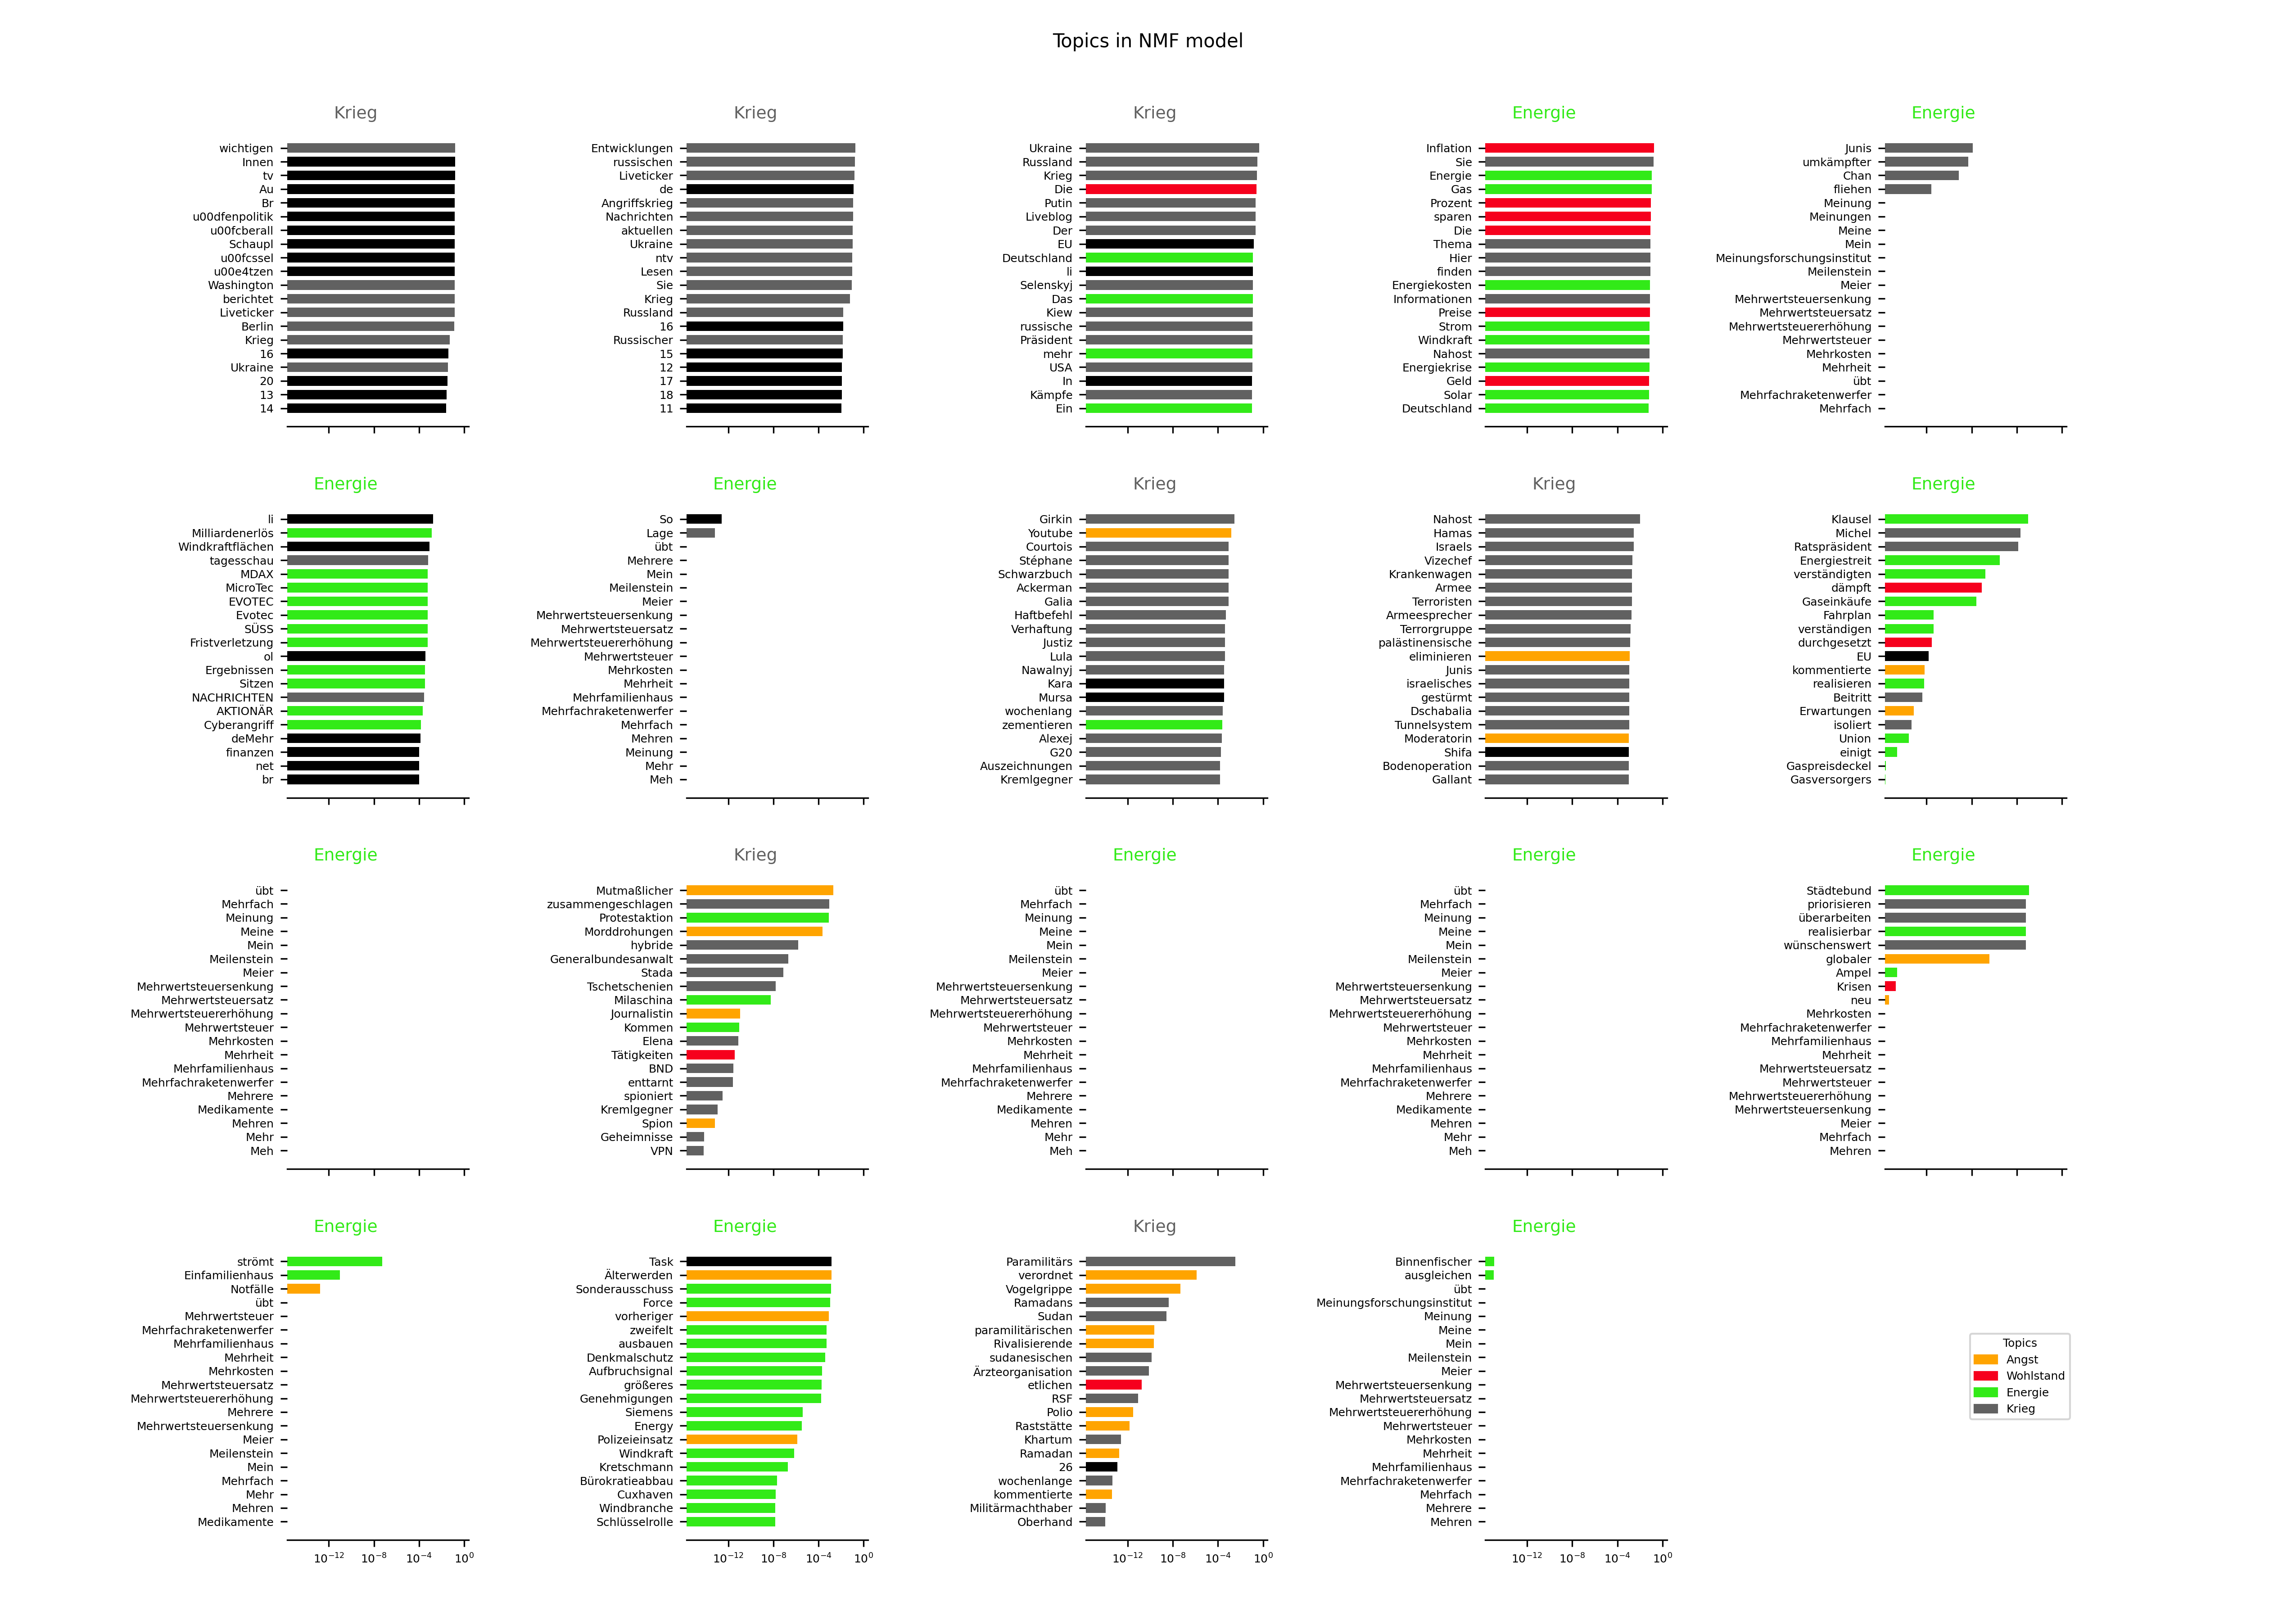 Topics in NMF model
Krieg
wichtigen
Innen
tv
Au
Br
u00dfenpolitik
u00fcberall
Schaupl
u00fcssel
u00e4tzen
Washington
berichtet
Liveticker
Berlin
Krieg
16
Ukraine
20
13
14
Krieg
Entwicklungen
russischen
Liveticker
de
Angriffskrieg
Nachrichten
aktuellen
Ukraine
ntv
Lesen
Sie
Krieg
Russland
16
Russischer
15
12
17
18
11
Krieg
Ukraine
Russland
Krieg
Die
Putin
Liveblog
Der
EU
Deutschland
li
Selenskyj
Das
Kiew
russische
Präsident
mehr
USA
In
Kämpfe
Ein
Energie
Inflation
Sie
Energie
Gas
Prozent
sparen
Die
Thema
Hier
finden
Energiekosten
Informationen
Preise
Strom
Windkraft
Nahost
Energiekrise
Geld
Solar
Deutschland
Energie
Junis
umkämpfter
Chan
fliehen
Meinung
Meinungen
Meine
Mein
Meinungsforschungsinstitut
Meilenstein
Meier
Mehrwertsteuersenkung
Mehrwertsteuersatz
Mehrwertsteuererhöhung
Mehrwertsteuer
Mehrkosten
Mehrheit
übt
Mehrfachraketenwerfer
Mehrfach
Energie
li
Milliardenerlös
Windkraftflächen
tagesschau
MDAX
MicroTec
EVOTEC
Evotec
SÜSS
Fristverletzung
ol
Ergebnissen
Sitzen
NACHRICHTEN
AKTIONÄR
Cyberangriff
deMehr
finanzen
net
br
Energie
So
Lage
übt
Mehrere
Mein
Meilenstein
Meier
Mehrwertsteuersenkung
Mehrwertsteuersatz
Mehrwertsteuererhöhung
Mehrwertsteuer
Mehrkosten
Mehrheit
Mehrfamilienhaus
Mehrfachraketenwerfer
Mehrfach
Mehren
Meinung
Mehr
Meh
Krieg
Girkin
Youtube
Courtois
Stéphane
Schwarzbuch
Ackerman
Galia
Haftbefehl
Verhaftung
Justiz
Lula
Nawalnyj
Kara
Mursa
wochenlang
zementieren
Alexej
G20
Auszeichnungen
Kremlgegner
Krieg
Nahost
Hamas
Israels
Vizechef
Krankenwagen
Armee
Terroristen
Armeesprecher
Terrorgruppe
palästinensische
eliminieren
Junis
israelisches
gestürmt
Dschabalia
Tunnelsystem
Moderatorin
Shifa
Bodenoperation
Gallant
Energie
Klausel
Michel
Ratspräsident
Energiestreit
verständigten
dämpft
Gaseinkäufe
Fahrplan
verständigen
durchgesetzt
EU
kommentierte
realisieren
Beitritt
Erwartungen
isoliert
Union
einigt
Gaspreisdeckel
Gasversorgers
Energie
übt
Mehrfach
Meinung
Meine
Mein
Meilenstein
Meier
Mehrwertsteuersenkung
Mehrwertsteuersatz
Mehrwertsteuererhöhung
Mehrwertsteuer
Mehrkosten
Mehrheit
Mehrfamilienhaus
Mehrfachraketenwerfer
Mehrere
Medikamente
Mehren
Mehr
Meh
Krieg
Mutmaßlicher
zusammengeschlagen
Protestaktion
Morddrohungen
hybride
Generalbundesanwalt
Stada
Tschetschenien
Milaschina
Journalistin
Kommen
Elena
Tätigkeiten
BND
enttarnt
spioniert
Kremlgegner
Spion
Geheimnisse
VPN
Energie
übt
Mehrfach
Meinung
Meine
Mein
Meilenstein
Meier
Mehrwertsteuersenkung
Mehrwertsteuersatz
Mehrwertsteuererhöhung
Mehrwertsteuer
Mehrkosten
Mehrheit
Mehrfamilienhaus
Mehrfachraketenwerfer
Mehrere
Medikamente
Mehren
Mehr
Meh
Energie
übt
Mehrfach
Meinung
Meine
Mein
Meilenstein
Meier
Mehrwertsteuersenkung
Mehrwertsteuersatz
Mehrwertsteuererhöhung
Mehrwertsteuer
Mehrkosten
Mehrheit
Mehrfamilienhaus
Mehrfachraketenwerfer
Mehrere
Medikamente
Mehren
Mehr
Meh
Energie
Städtebund
priorisieren
überarbeiten
realisierbar
wünschenswert
globaler
Ampel
Krisen
neu
Mehrkosten
Mehrfachraketenwerfer
Mehrfamilienhaus
Mehrheit
Mehrwertsteuersatz
Mehrwertsteuer
Mehrwertsteuererhöhung
Mehrwertsteuersenkung
Meier
Mehrfach
Mehren
Energie
strömt
Einfamilienhaus
Notfälle
übt
Mehrwertsteuer
Mehrfachraketenwerfer
Mehrfamilienhaus
Mehrheit
Mehrkosten
Mehrwertsteuersatz
Mehrwertsteuererhöhung
Mehrere
Mehrwertsteuersenkung
Meier
Meilenstein
Mein
Mehrfach
Mehr
Mehren
Medikamente
10⁻¹² 10⁻⁸ 10⁻⁴ 10⁰
Energie
Task
Älterwerden
Sonderausschuss
Force
vorheriger
zweifelt
ausbauen
Denkmalschutz
Aufbruchsignal
größeres
Genehmigungen
Siemens
Energy
Polizeieinsatz
Windkraft
Kretschmann
Bürokratieabbau
Cuxhaven
Windbranche
Schlüsselrolle
10⁻¹² 10⁻⁸ 10⁻⁴ 10⁰
Krieg
Paramilitärs
verordnet
Vogelgrippe
Ramadans
Sudan
paramilitärischen
Rivalisierende
sudanesischen
Ärzteorganisation
etlichen
RSF
Polio
Raststätte
Khartum
Ramadan
26
wochenlange
kommentierte
Militärmachthaber
Oberhand
10⁻¹² 10⁻⁸ 10⁻⁴ 10⁰
Energie
Binnenfischer
ausgleichen
übt
Meinungsforschungsinstitut
Meinung
Meine
Mein
Meilenstein
Meier
Mehrwertsteuersenkung
Mehrwertsteuersatz
Mehrwertsteuererhöhung
Mehrwertsteuer
Mehrkosten
Mehrheit
Mehrfamilienhaus
Mehrfachraketenwerfer
Mehrfach
Mehrere
Mehren
10⁻¹² 10⁻⁸ 10⁻⁴ 10⁰
Topics
Angst
Wohlstand
Energie
Krieg